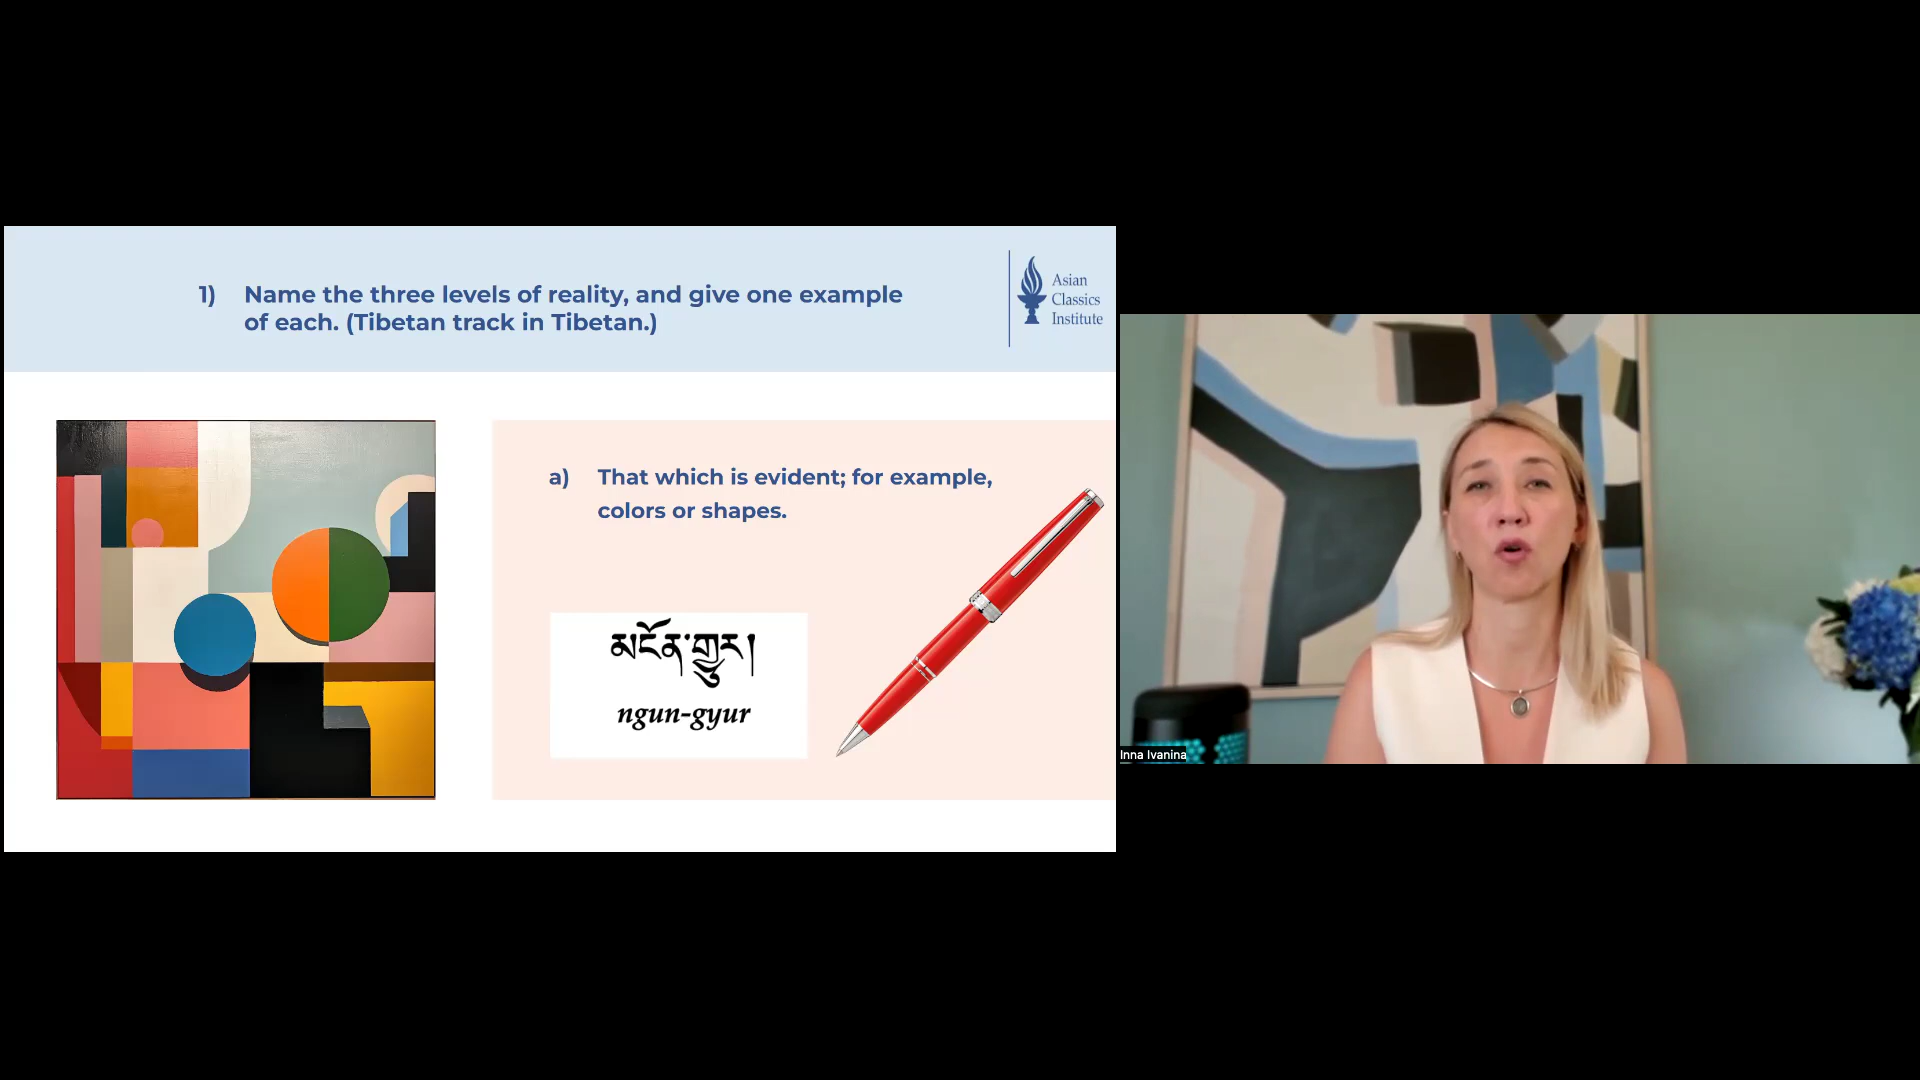 1) Name the three levels of reality, and give one example
of each. (Tibetan track in Tibetan.)
Asian
Classics
Institute
a) That which is evident; for example,
colors or shapes.
མངོན་གྱུར།
ngun-gyur
Inna Ivanina